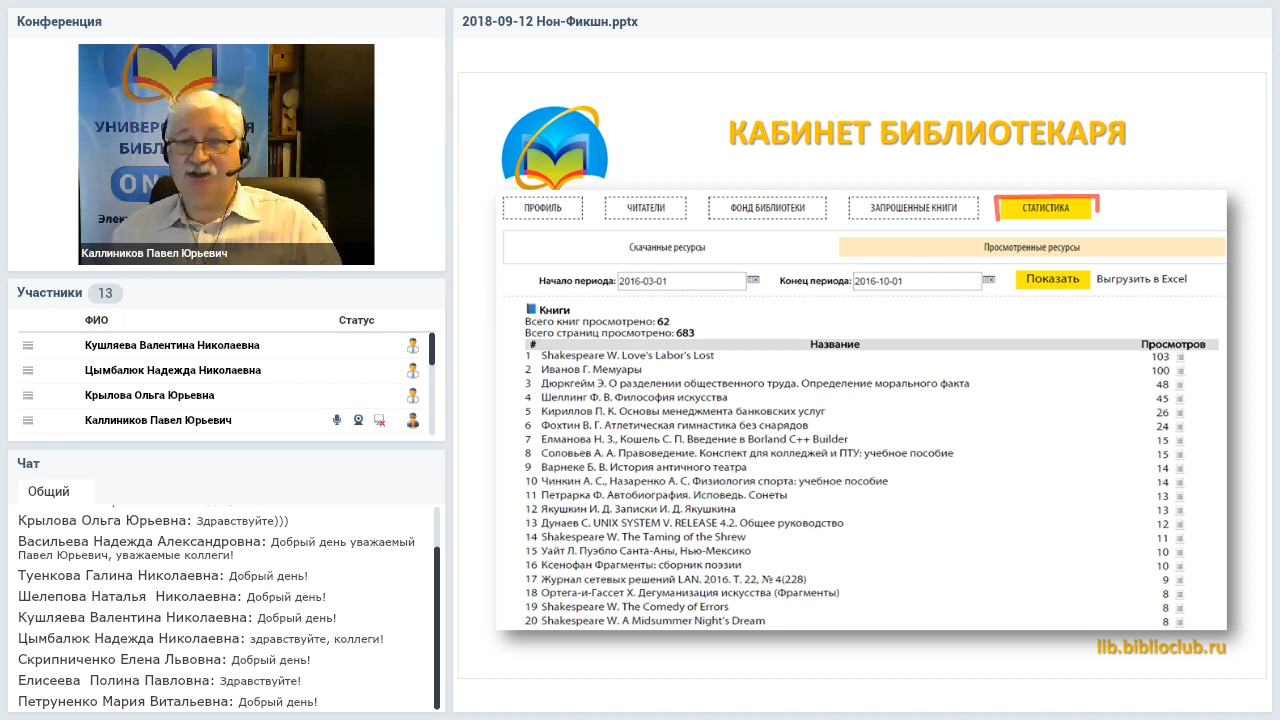 Конференция
УНИВЕР
БИБЛ
ON
Каллиников Павел Юрьевич
Участники 13
ФИО Статус
Кушляева Валентина Николаевна
Цымбалюк Надежда Николаевна
Крылова Ольга Юрьевна
Каллиников Павел Юрьевич
Чат
Общий
Крылова Ольга Юрьевна: Здравствуйте)))
Васильева Надежда Александровна: Добрый день уважаемый
Павел Юрьевич, уважаемые коллеги!
Туенкова Галина Николаевна: Добрый день!
Шелепова Наталья Николаевна: Добрый день!
Кушляева Валентина Николаевна: Добрый день!
Цымбалюк Надежда Николаевна: здравствуйте, коллеги!
Скрипниченко Елена Львовна: Добрый день!
Елисеева Полина Павловна: Здравствуйте!
Петруненко Мария Витальевна: Добрый день!
2018-09-12 Нон-Фикшн.pptx
КАБИНЕТ БИБЛИОТЕКАРЯ
ПРОФИЛЬ ЧИТАТЕЛИ ФОНД БИБЛИОТЕКИ ЗАПРОШЕННЫЕ КНИГИ СТАТИСТИКА
Скачанные ресурсы Просмотренные ресурсы
Начало периода: 2016-03-01 Конец периода: 2016-10-01 Показать Выгрузить в Excel
Книги
Всего книг просмотрено: 62
Всего страниц просмотрено: 683
# Название Просмотров
1 Shakespeare W. Love's Labor's Lost 103
2 Иванов Г. Мемуары 100
3 Дюркгейм Э. О разделении общественного труда. Определение морального факта 48
4 Шеллинг Ф. В. Философия искусства 45
5 Кириллов П. К. Основы менеджмента банковских услуг 26
6 Фохтин В. Г. Атлетическая гимнастика без снарядов 24
7 Елманова Н. З., Кошель С. П. Введение в Borland C++ Builder 15
8 Соловьев А. А. Правоведение. Конспект для колледжей и ПТУ: учебное пособие 15
9 Варнеке Б. В. История античного театра 14
10 Чинкин А. С., Назаренко А. С. Физиология спорта: учебное пособие 14
11 Петрарка Ф. Автобиография. Исповедь. Сонеты 13
12 Якушкин И. Д. Записки И. Д. Якушкина 13
13 Дунаев С. UNIX SYSTEM V. RELEASE 4.2. Общее руководство 12
14 Shakespeare W. The Taming of the Shrew 11
15 Уайт Л. Пуэбло Санта-Аны, Нью-Мексико 10
16 Ксенофан Фрагменты: сборник поэзии 10
17 Журнал сетевых решений LAN. 2016. Т. 22, № 4(228) 9
18 Ортега-и-Гассет Х. Дегуманизация искусства (Фрагменты) 8
19 Shakespeare W. The Comedy of Errors 8
20 Shakespeare W. A Midsummer Night's Dream 8
lib.biblioclub.ru